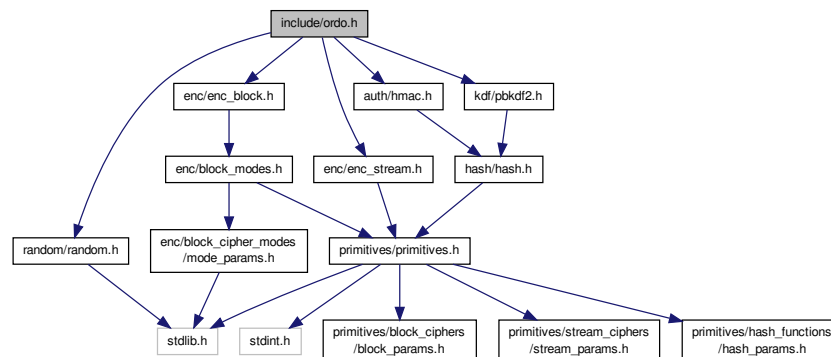 include/ordo.h
enc/enc_block.h
auth/hmac.h
kdf/pbkdf2.h
enc/block_modes.h
enc/enc_stream.h
hash/hash.h
random/random.h
enc/block_cipher_modes
/mode_params.h
primitives/primitives.h
stdlib.h
stdint.h
primitives/block_ciphers
/block_params.h
primitives/stream_ciphers
/stream_params.h
primitives/hash_functions
/hash_params.h